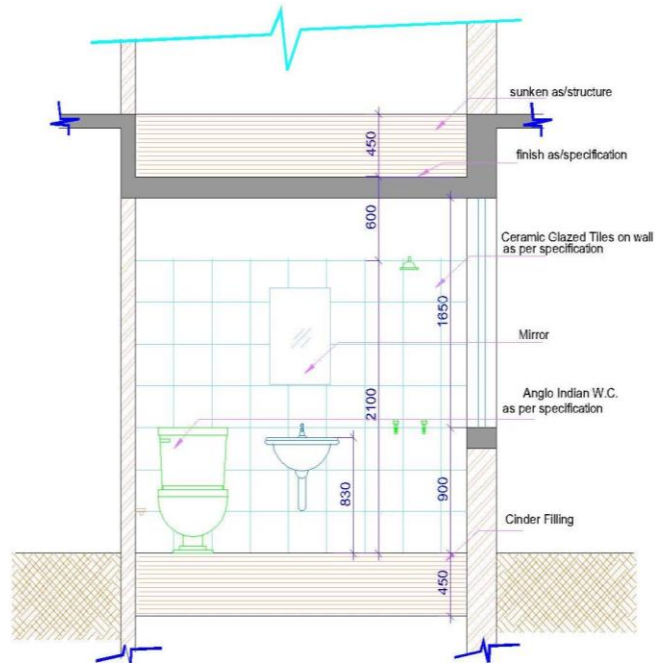 sunken as/structure
450
finish as/specification
600
Ceramic Glazed Tiles on wall
as per specification
1650
Mirror
2100
Anglo Indian W.C.
as per specification
830
900
Cinder Filling
450